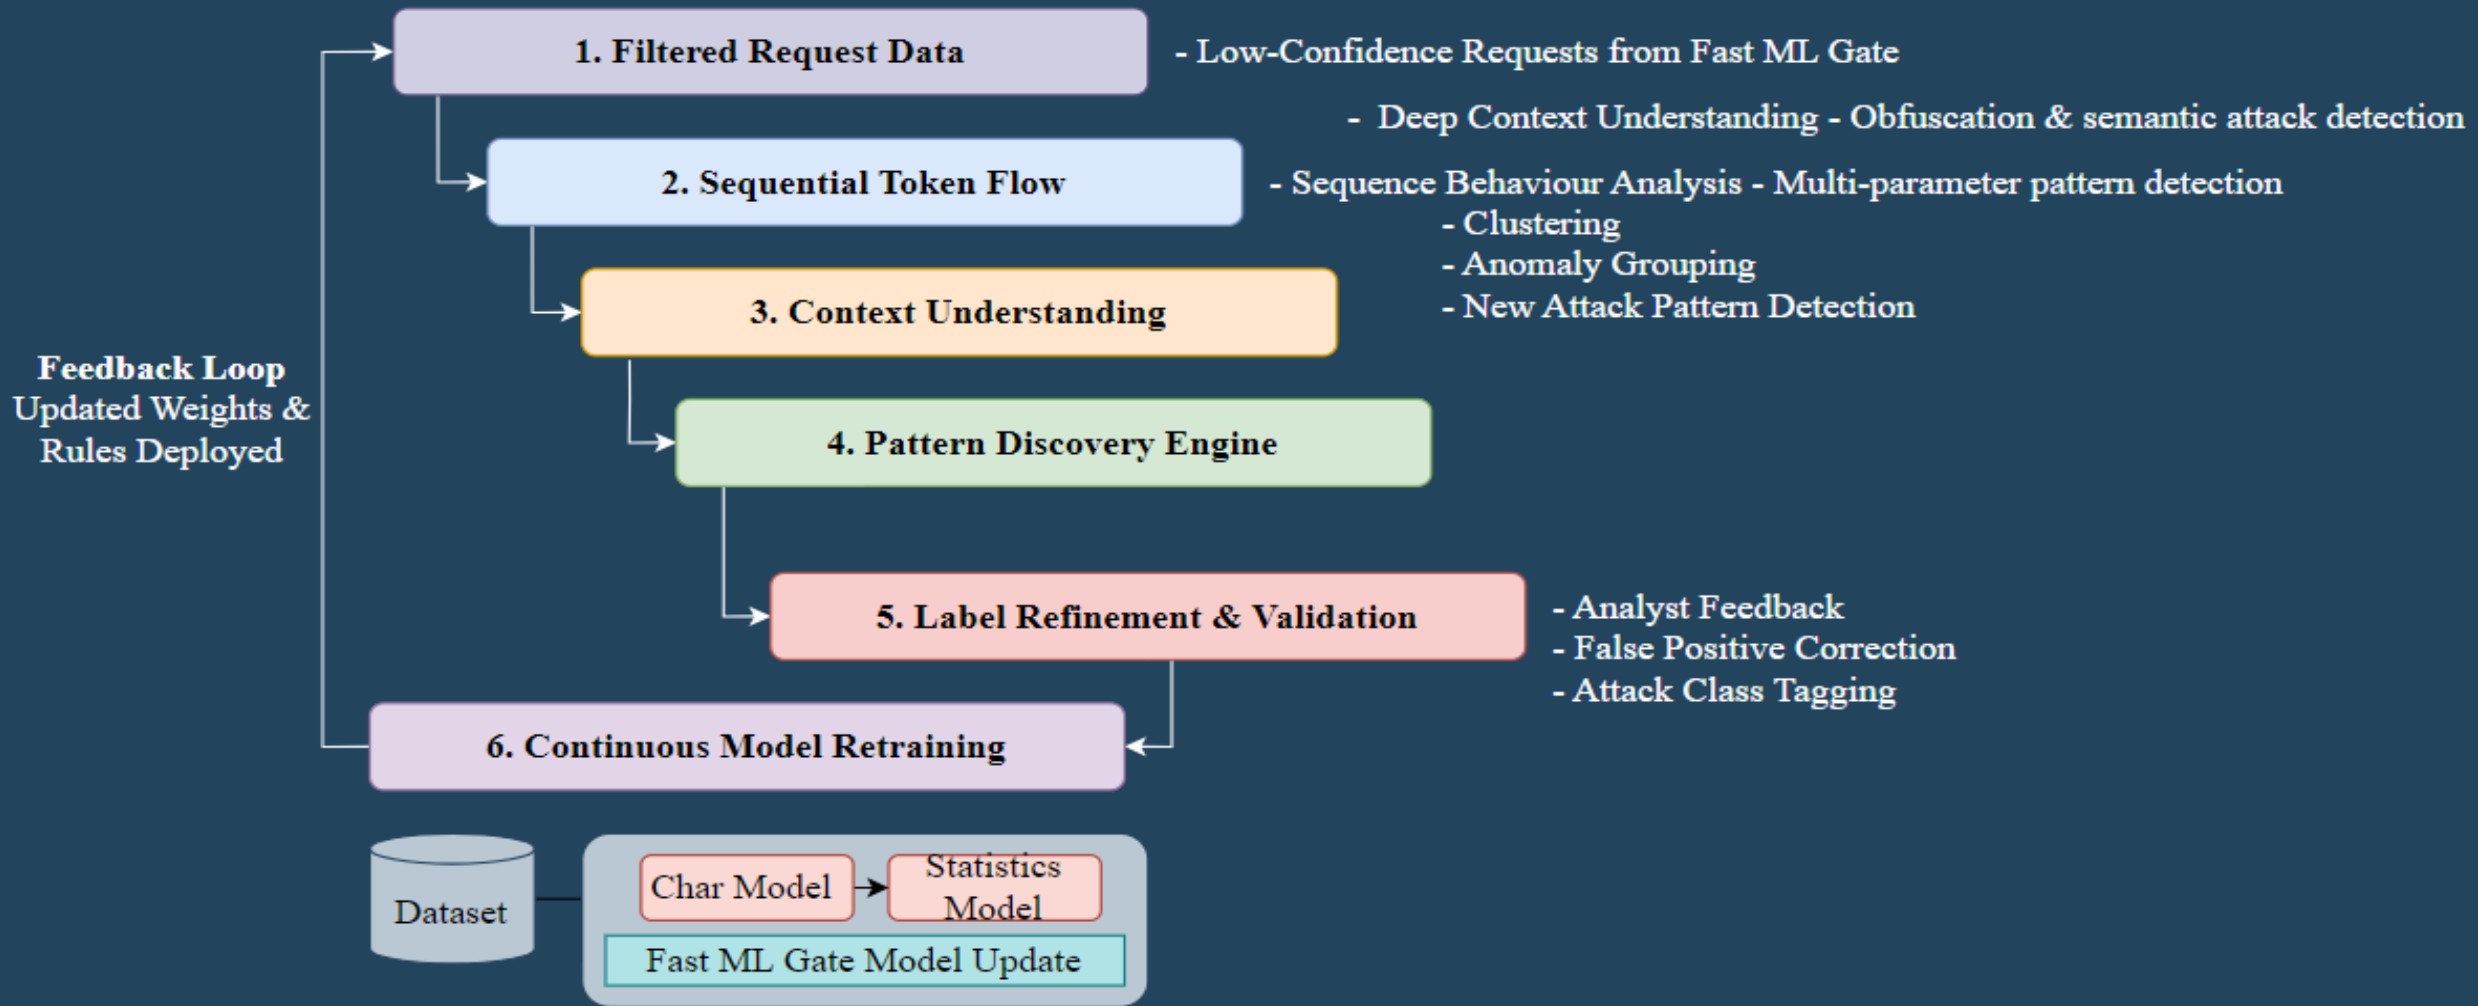 1. Filtered Request Data
- Low-Confidence Requests from Fast ML Gate
- Deep Context Understanding - Obfuscation & semantic attack detection
2. Sequential Token Flow
- Sequence Behaviour Analysis - Multi-parameter pattern detection
- Clustering
- Anomaly Grouping
- New Attack Pattern Detection
3. Context Understanding
Feedback Loop
Updated Weights &
Rules Deployed
4. Pattern Discovery Engine
5. Label Refinement & Validation
- Analyst Feedback
- False Positive Correction
- Attack Class Tagging
6. Continuous Model Retraining
Dataset
Char Model
Statistics
Model
Fast ML Gate Model Update